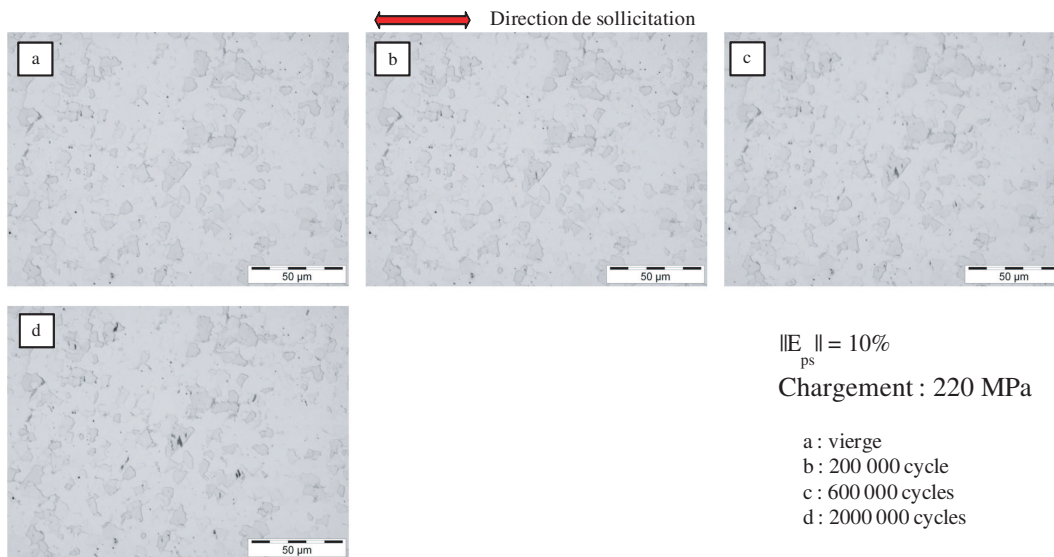 Direction de sollicitation
a
b
c
50 µm
50 µm
50 µm
d
50 µm
||E_ps|| = 10%
Chargement : 220 MPa
a : vierge
b : 200 000 cycle
c : 600 000 cycles
d : 2000 000 cycles